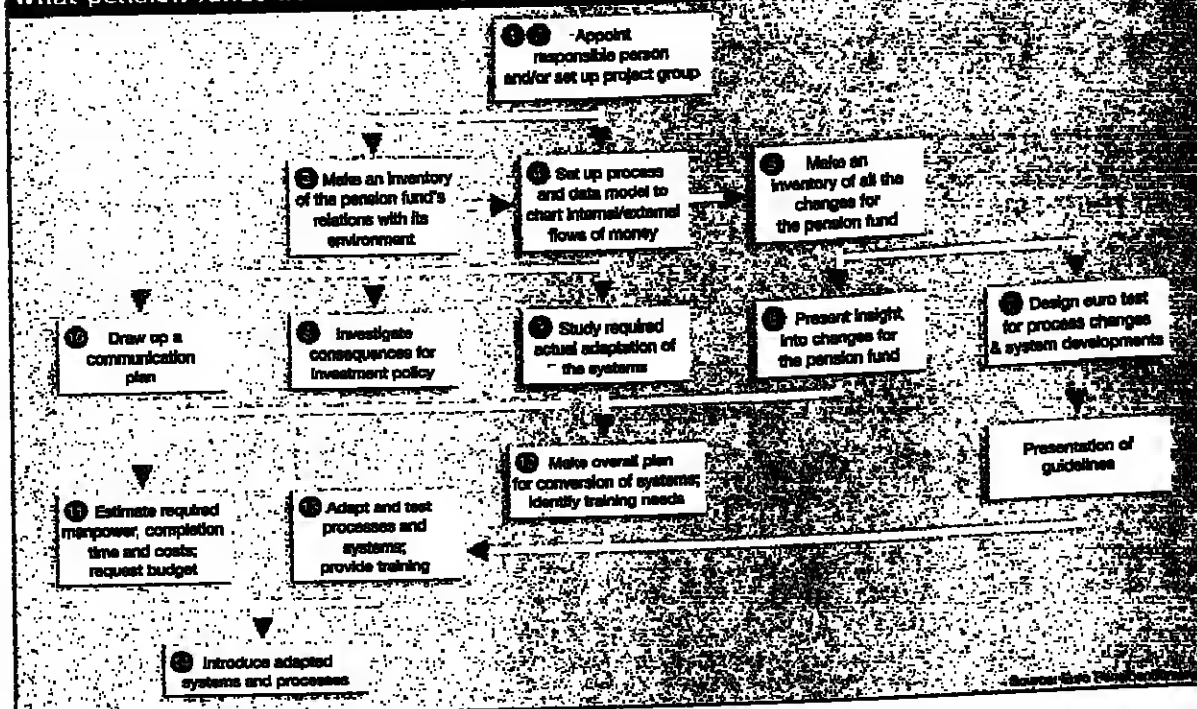 What pension funds
Appoint
responsible person
and/or set up project group
Make an inventory
of the pension fund's
relations with its
environment
Set up process
and data model to
chart internal/external
flows of money
Make an
inventory of all the
changes for
the pension fund
10 Draw up a
communication
plan
Investigate
consequences for
investment policy
Study required
actual adaptation of
the systems
Present insight
into changes for
the pension fund
Design euro test
for process changes
& system developments
11 Estimate required
manpower, completion
time and costs;
request budget
Adapt and test
processes and
systems;
provide training
12 Make overall plan
for conversion of systems;
identify training needs
Presentation of
guidelines
Introduce adapted
systems and processes
Source: